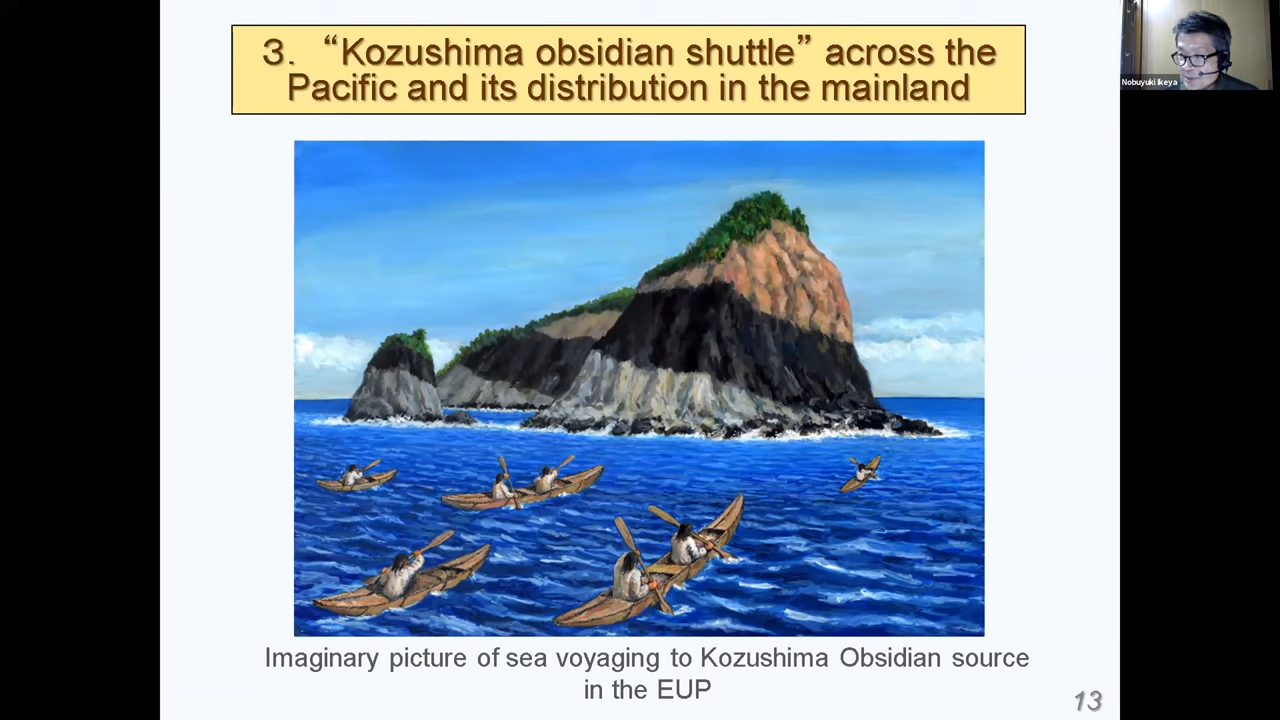 3. “Kozushima obsidian shuttle” across the
Pacific and its distribution in the mainland
Nobuyuki Ikeya
Imaginary picture of sea voyaging to Kozushima Obsidian source
in the EUP
13